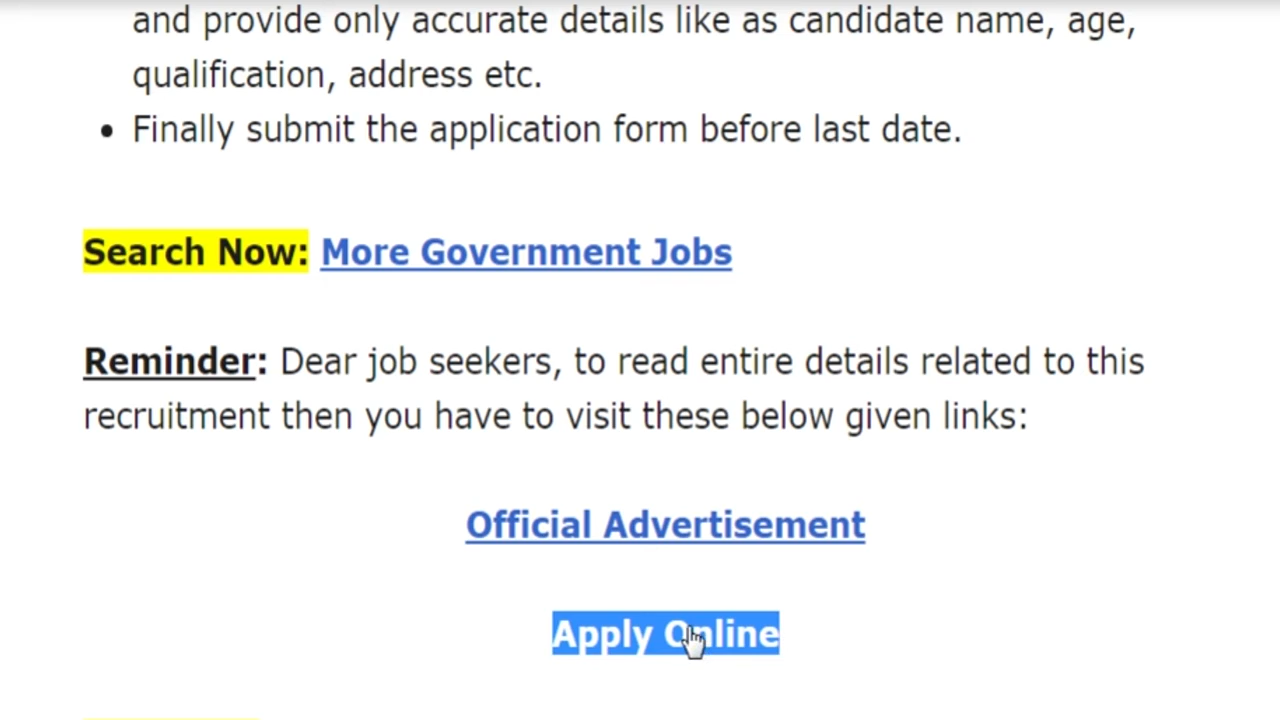 and provide only accurate details like as candidate name, age,
qualification, address etc.
• Finally submit the application form before last date.
Search Now: More Government Jobs
Reminder: Dear job seekers, to read entire details related to this
recruitment then you have to visit these below given links:
Official Advertisement
Apply Online